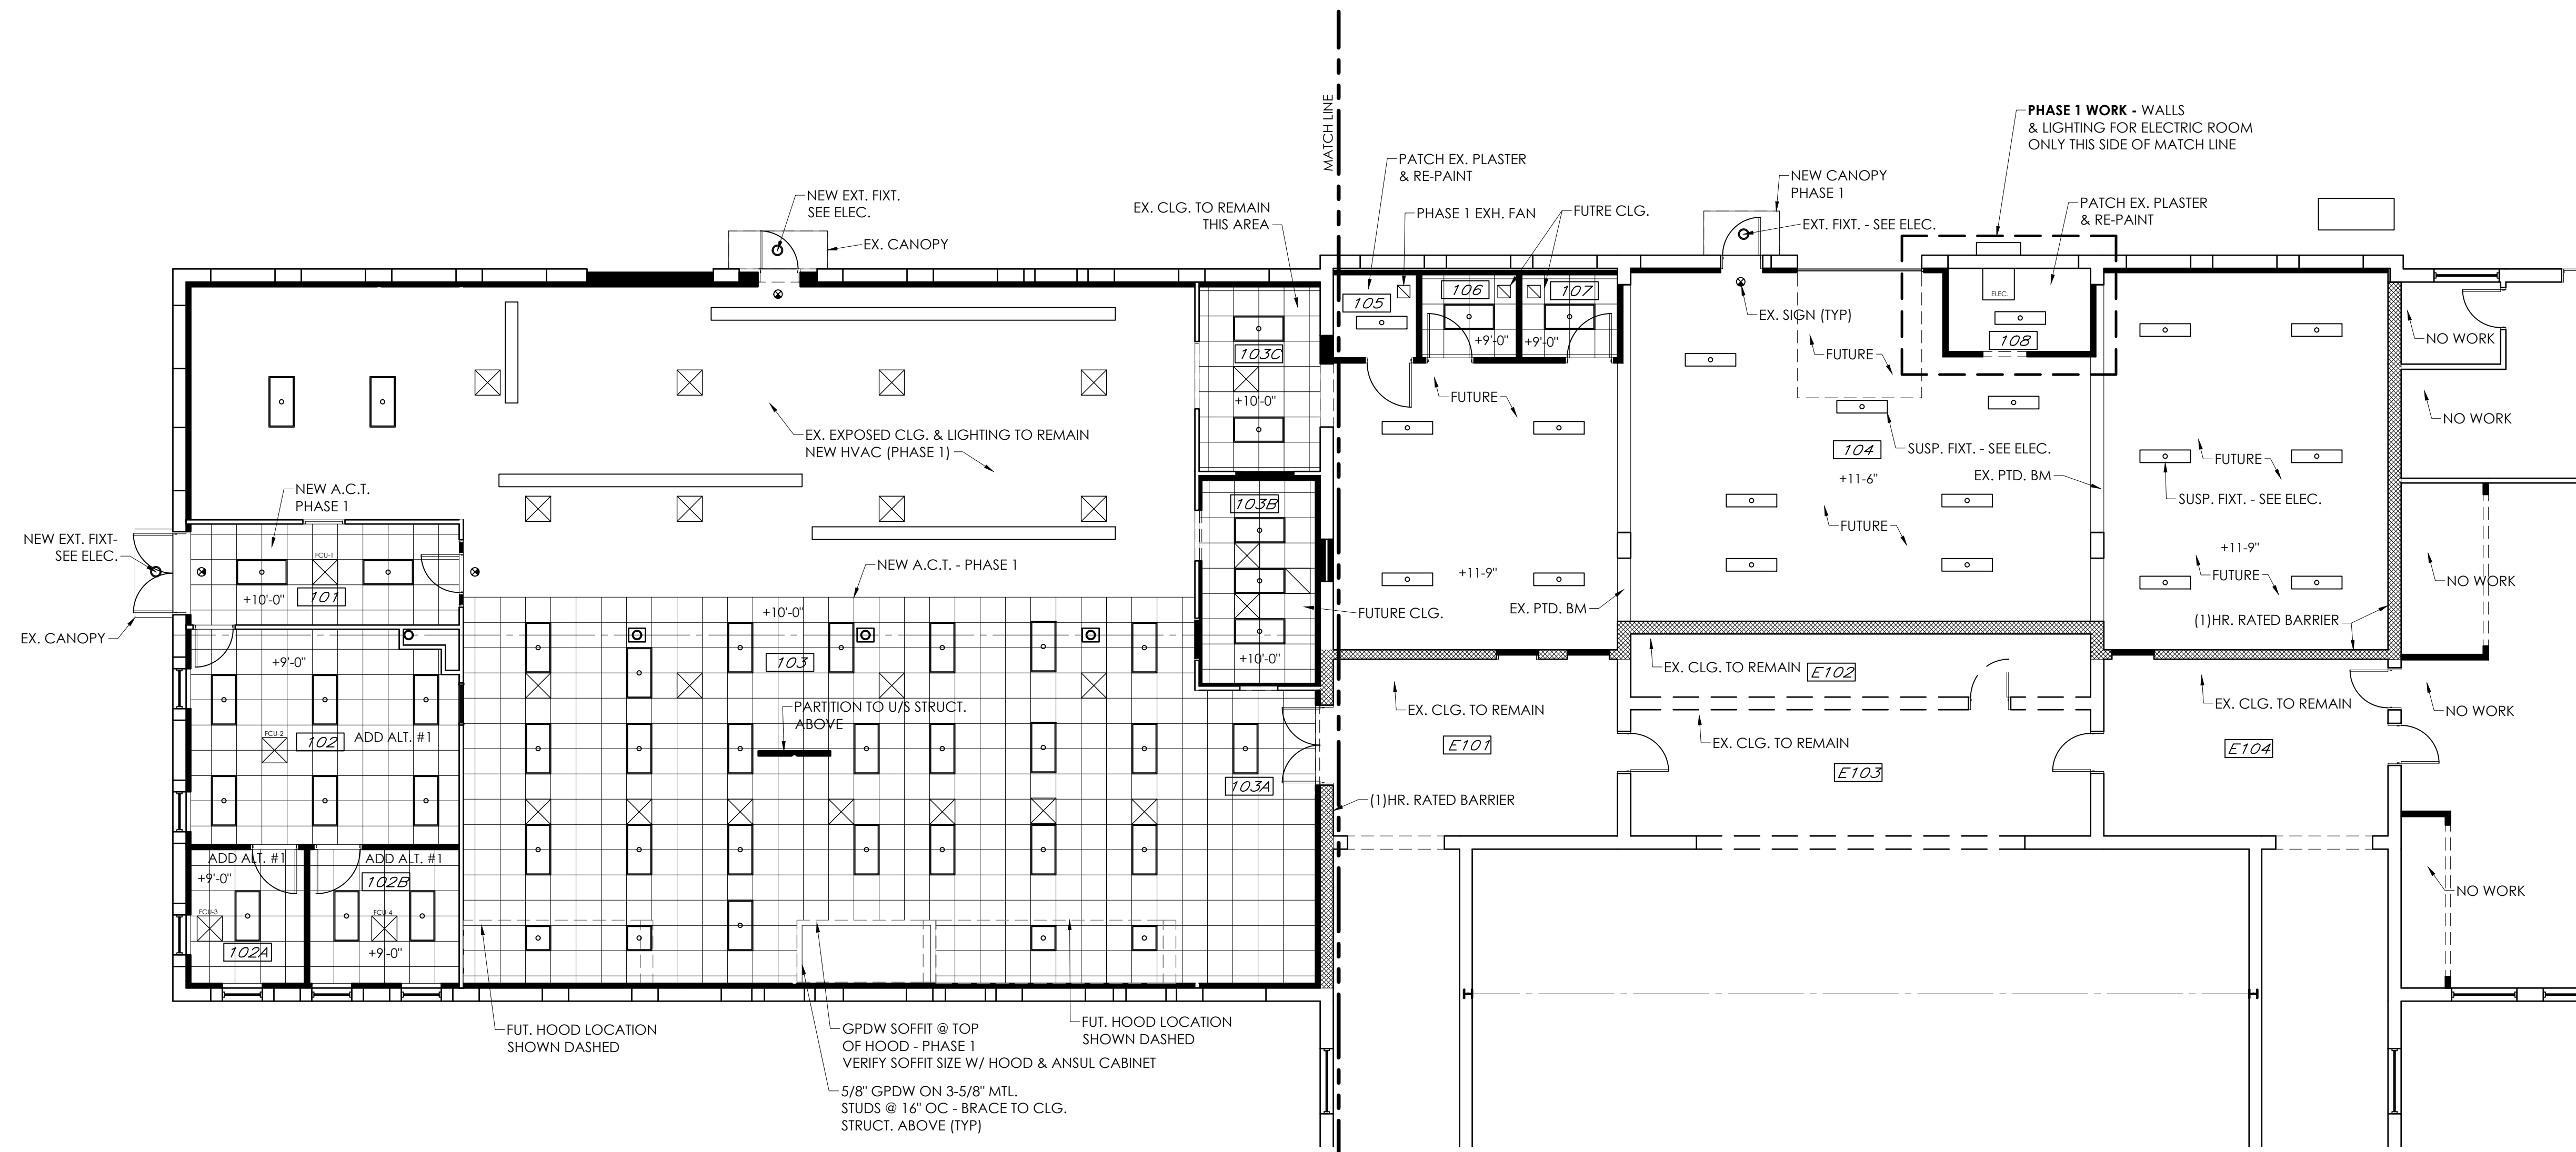 MATCH LINE
PHASE 1 WORK - WALLS
& LIGHTING FOR ELECTRIC ROOM
ONLY THIS SIDE OF MATCH LINE
PATCH EX. PLASTER
& RE-PAINT
NEW CANOPY
PHASE 1
NEW EXT. FIXT.
SEE ELEC.
EX. CLG. TO REMAIN
THIS AREA
PHASE 1 EXH. FAN
FUTRE CLG.
PATCH EX. PLASTER
& RE-PAINT
EXT. FIXT. - SEE ELEC.
EX. CANOPY
105
106
107
ELEC.
EX. SIGN (TYP)
+9'-0"
+9'-0"
108
NO WORK
103C
FUTURE
+10'-0"
FUTURE
NO WORK
EX. EXPOSED CLG. & LIGHTING TO REMAIN
NEW HVAC (PHASE 1)
104
SUSP. FIXT. - SEE ELEC.
FUTURE
+11-6"
EX. PTD. BM
SUSP. FIXT. - SEE ELEC.
NEW A.C.T.
PHASE 1
103B
FUTURE
NEW EXT. FIXT-
SEE ELEC.
FCU-1
+11-9"
NEW A.C.T. - PHASE 1
+11-9"
FUTURE
NO WORK
+10'-0"
101
+10'-0"
FUTURE CLG.
EX. PTD. BM
(1)HR. RATED BARRIER
EX. CANOPY
+9'-0"
103
+10'-0"
EX. CLG. TO REMAIN
E102
PARTITION TO U/S STRUCT.
ABOVE
EX. CLG. TO REMAIN
EX. CLG. TO REMAIN
NO WORK
FCU-2
102
ADD ALT. #1
E101
EX. CLG. TO REMAIN
E104
E103
103A
(1)HR. RATED BARRIER
ADD ALT. #1
ADD ALT. #1
+9'-0"
102B
NO WORK
FCU-3
FCU-4
102A
+9'-0"
FUT. HOOD LOCATION
SHOWN DASHED
GPDW SOFFIT @ TOP
OF HOOD - PHASE 1
VERIFY SOFFIT SIZE W/ HOOD & ANSUL CABINET
FUT. HOOD LOCATION
SHOWN DASHED
5/8" GPDW ON 3-5/8" MTL.
STUDS @ 16" OC - BRACE TO CLG.
STRUCT. ABOVE (TYP)